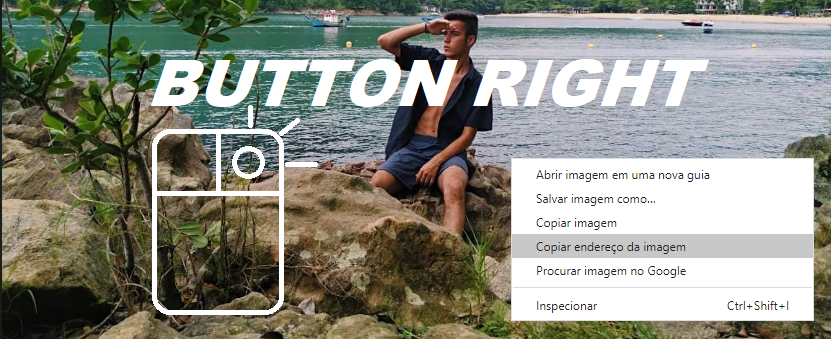 BUTTON RIGHT
Abrir imagem em uma nova guia
Salvar imagem como...
Copiar imagem
Copiar endereço da imagem
Procurar imagem no Google
Inspecionar Ctrl+Shift+I